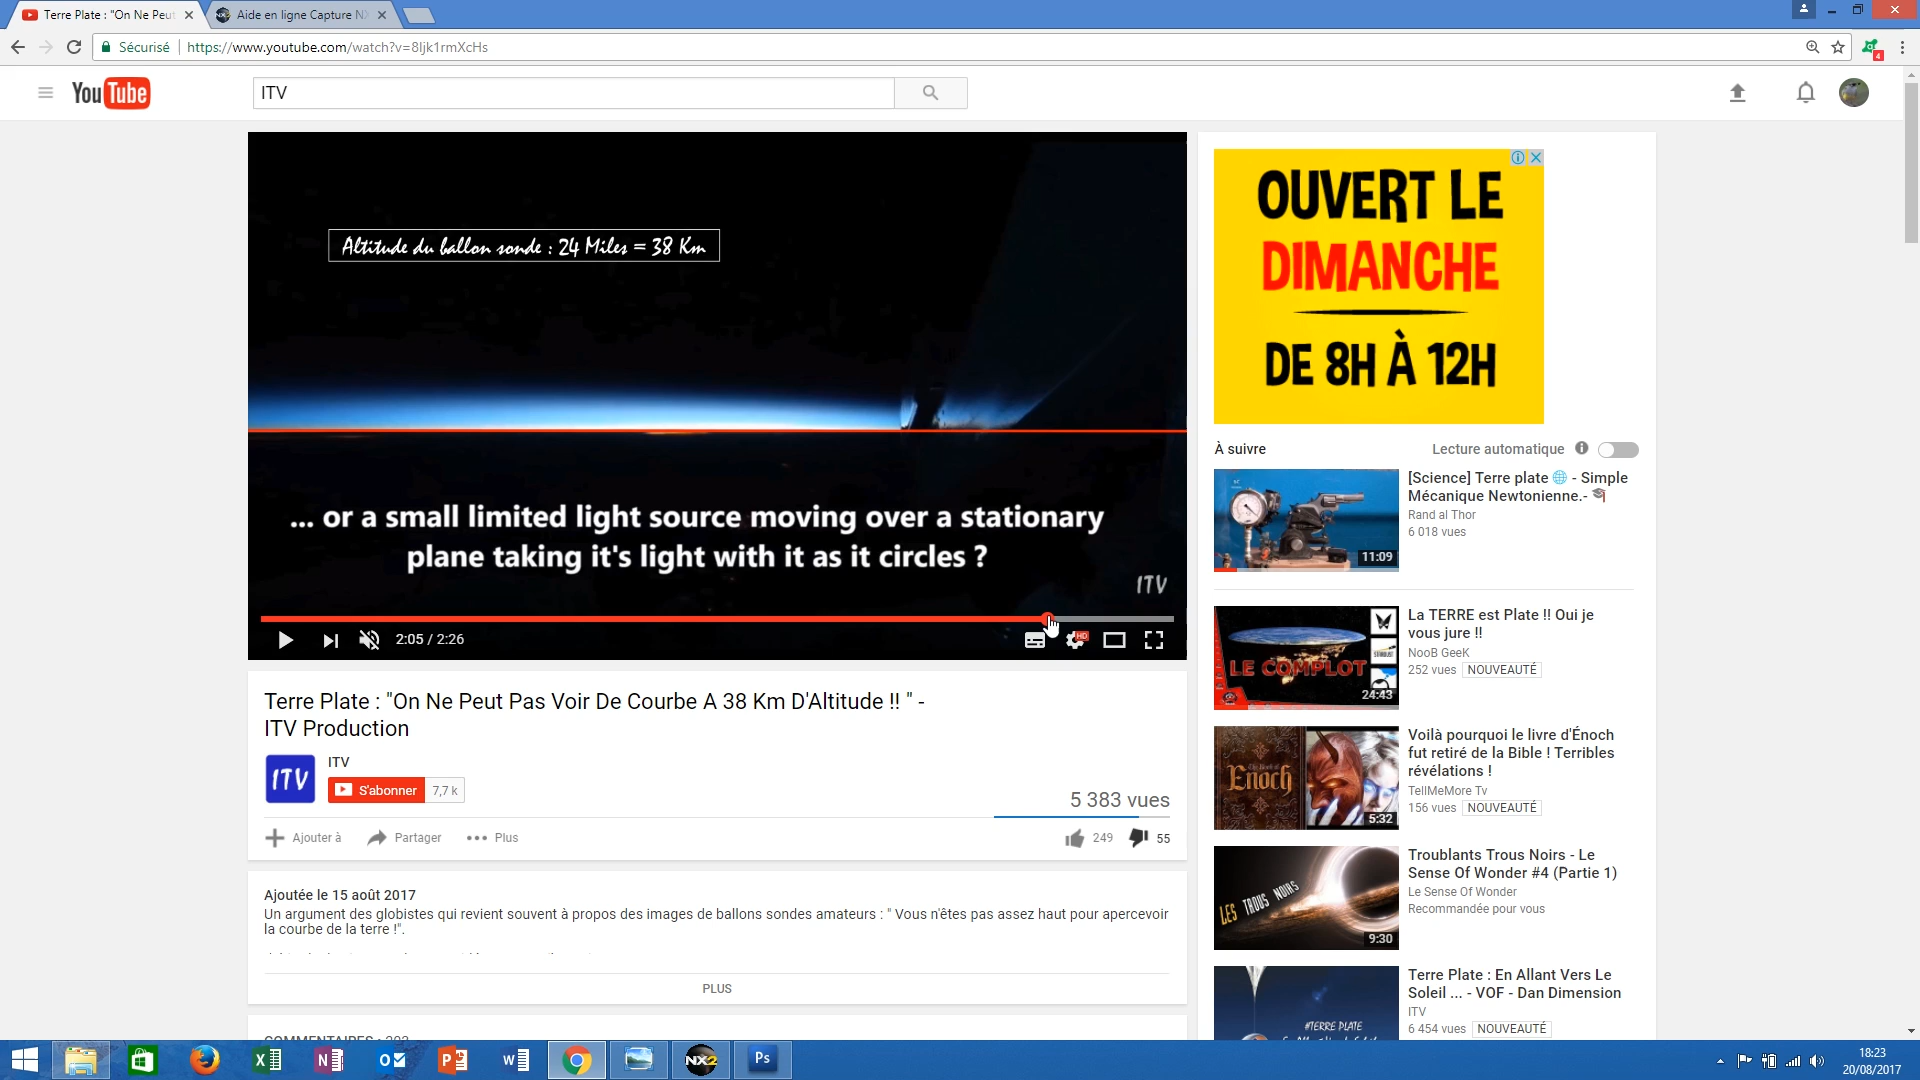 Terre Plate : "On Ne Peut
Aide en ligne Capture NX
Sécurisé
https://www.youtube.com/watch?v=8ljk1rmXcHs
4
YouTube
ITV
Altitude du ballon sonde : 24 Miles = 38 Km
... or a small limited light source moving over a stationary
plane taking it's light with it as it circles ?
ITV
2:05 / 2:26
HD
Terre Plate : "On Ne Peut Pas Voir De Courbe A 38 Km D'Altitude !! " -
ITV Production
ITV
ITV
S'abonner
7,7 k
5 383 vues
Ajouter à
Partager
Plus
249
55
Ajoutée le 15 août 2017
Un argument des globistes qui revient souvent à propos des images de ballons sondes amateurs : " Vous n'êtes pas assez haut pour apercevoir
la courbe de la terre !".
PLUS
OUVERT LE
DIMANCHE
DE 8H À 12H
À suivre
Lecture automatique
[Science] Terre plate 🌐 - Simple
Mécanique Newtonienne.- 🎓
Rand al Thor
6 018 vues
11:09
La TERRE est Plate !! Oui je
vous jure !!
NooB GeeK
252 vues NOUVEAUTÉ
LE COMPLOT
24:43
Voilà pourquoi le livre d'Énoch
fut retiré de la Bible ! Terribles
révélations !
TellMeMore Tv
156 vues NOUVEAUTÉ
Enoch
5:32
Troublants Trous Noirs - Le
Sense Of Wonder #4 (Partie 1)
Le Sense Of Wonder
Recommandée pour vous
LES TROUS NOIRS
9:30
Terre Plate : En Allant Vers Le
Soleil ... - VOF - Dan Dimension
ITV
6 454 vues NOUVEAUTÉ
#TERRE PLATE
NX2
Ps
18:23
20/08/2017